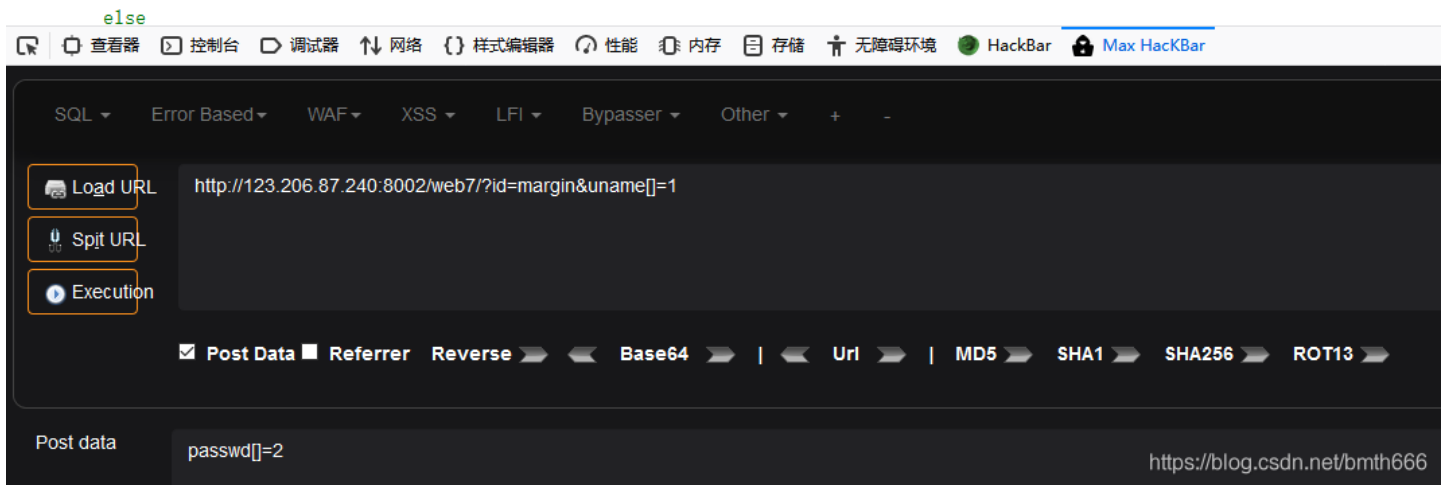 else
查看器 控制台 调试器 网络 {} 样式编辑器 性能 内存 存储 无障碍环境 HackBar Max HacKBar
SQL Error Based WAF XSS LFI Bypasser Other + -
Load URL http://123.206.87.240:8002/web7/?id=margin&uname[]=1
Spit URL
Execution
Post Data Referrer Reverse Base64 | Url | MD5 SHA1 SHA256 ROT13
Post data passwd[]=2
https://blog.csdn.net/bmth666